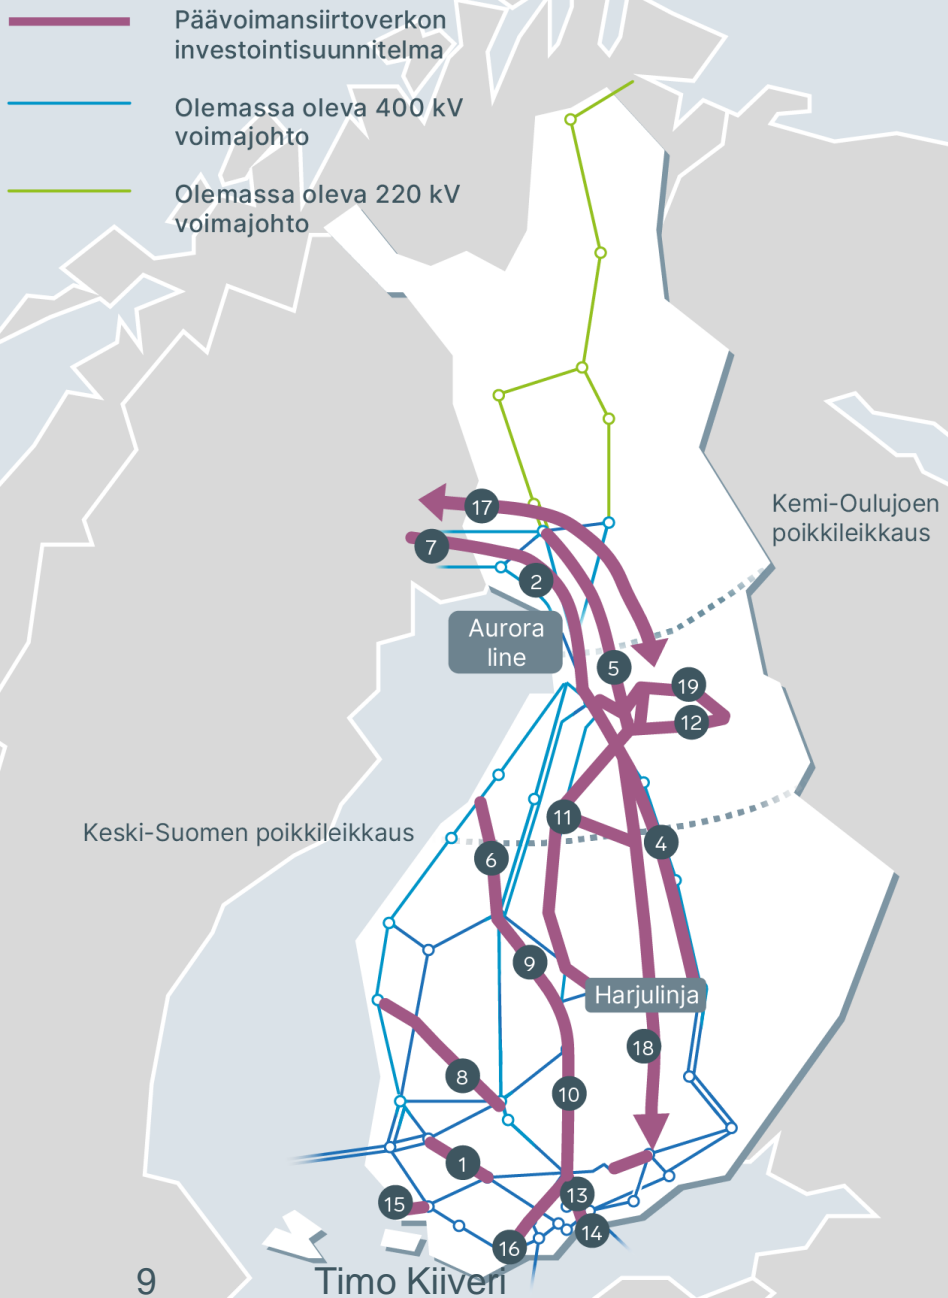 Päävoimansiirtoverkon
investointisuunnitelma
Olemassa oleva 400 kV
voimajohto
Olemassa oleva 220 kV
voimajohto
17
Kemi-Oulujoen
poikkileikkaus
7
2
Aurora
line
5
19
12
11
Keski-Suomen poikkileikkaus
4
6
9
Harjulinja
18
8
10
1
13
15
14
16
9
Timo Kiiveri